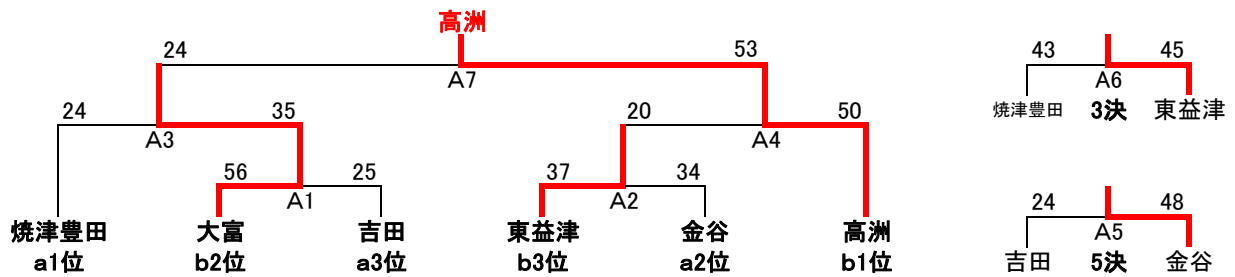 高洲
24 53
A7
24 35 20 50
A3 A4
56 25 37 34
A1 A2
焼津豊田 大富 吉田 東益津 金谷 高洲
a1位 b2位 a3位 b3位 a2位 b1位
43 45
A6
焼津豊田 3決 東益津
24 48
A5
吉田 5決 金谷